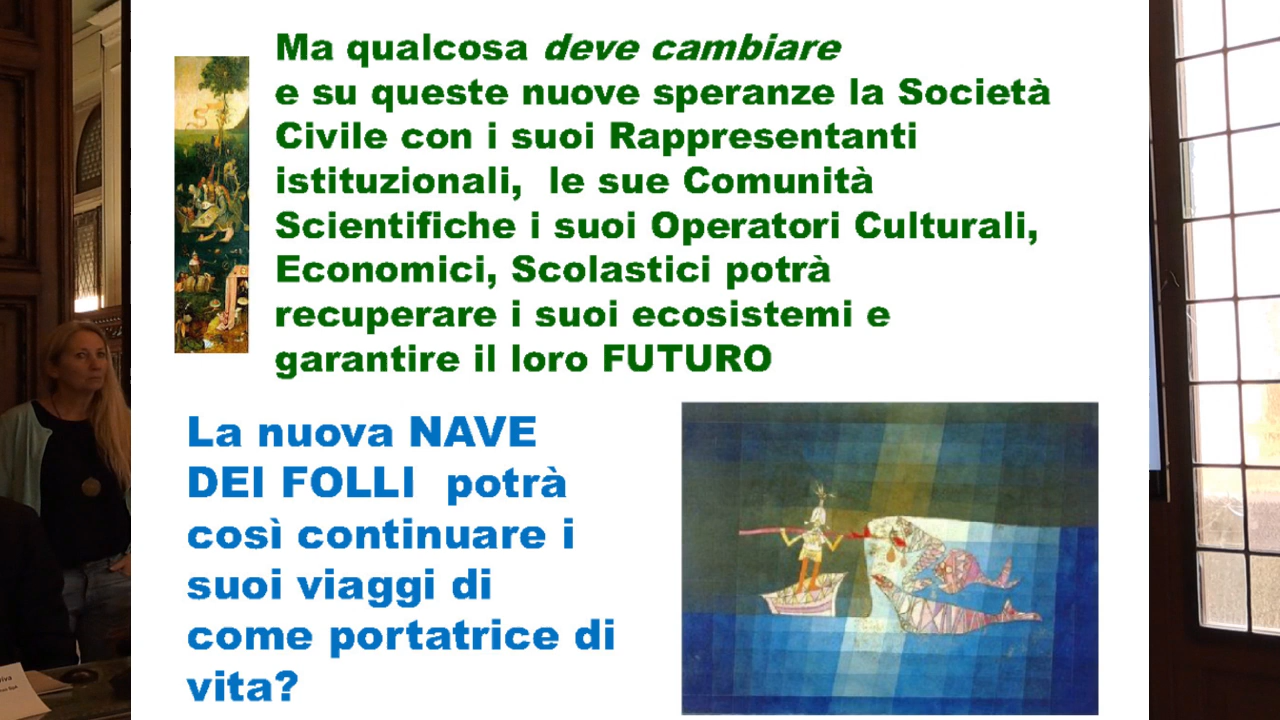 Ma qualcosa deve cambiare
e su queste nuove speranze la Società
Civile con i suoi Rappresentanti
istituzionali,  le sue Comunità
Scientifiche i suoi Operatori Culturali,
Economici, Scolastici potrà
recuperare i suoi ecosistemi e
garantire il loro FUTURO
La nuova NAVE
DEI FOLLI  potrà
così continuare i
suoi viaggi di
come portatrice di
vita?